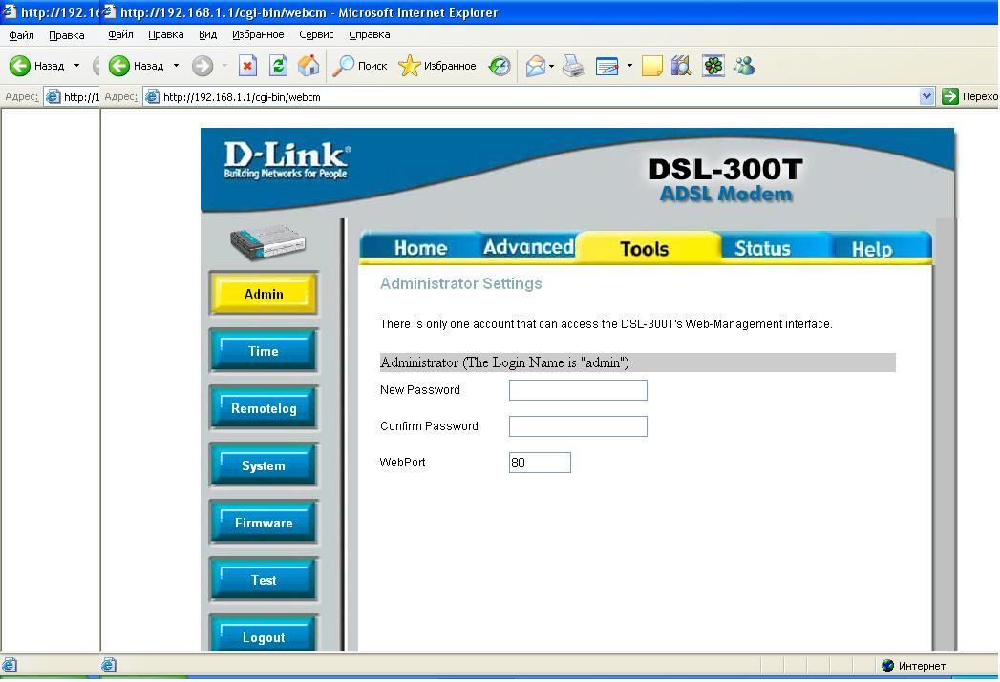 http://192.16
http://192.168.1.1/cgi-bin/webcm - Microsoft Internet Explorer
Файл Правка
Файл Правка Вид Избранное Сервис Справка
Назад
Назад Поиск Избранное
Адрес: http://1
Адрес: http://192.168.1.1/cgi-bin/webcm Перехо
D-Link®
Building Networks for People
DSL-300T
ADSL Modem
Home Advanced Tools Status Help
Admin
Time
Remotelog
System
Firmware
Test
Logout
Administrator Settings
There is only one account that can access the DSL-300T's Web-Management interface.
Administrator (The Login Name is "admin")
New Password
Confirm Password
WebPort 80
Интернет